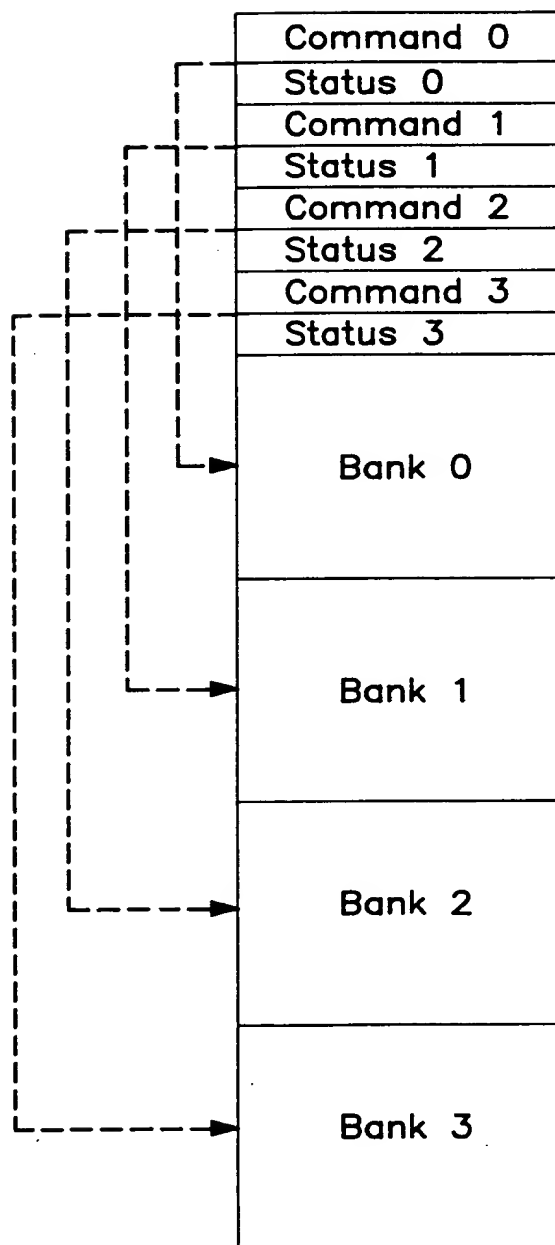 Command 0
Status 0
Command 1
Status 1
Command 2
Status 2
Command 3
Status 3
Bank 0
Bank 1
Bank 2
Bank 3